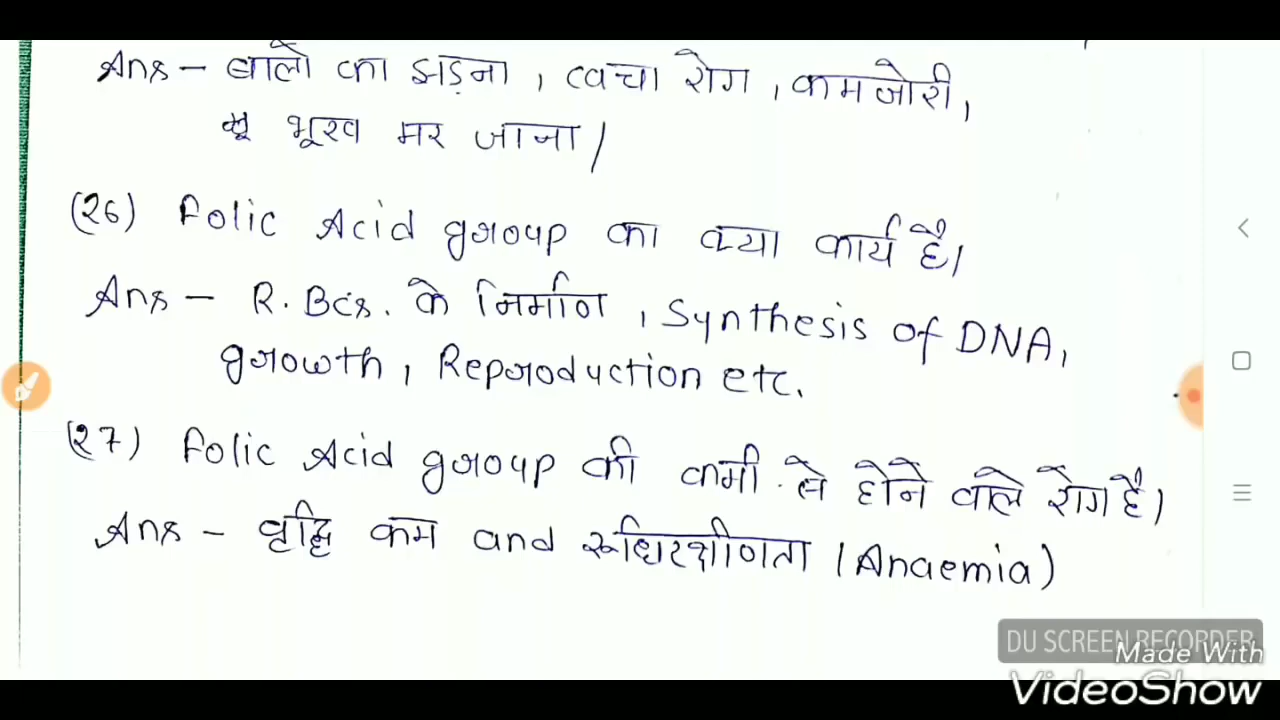 Ans - बालो का झड़ना , त्वचा रोग , कमजोरी,
भूख मर जाना /
(26) Folic Acid group का क्या कार्य है।
Ans - R. BCs. के निर्माण , Synthesis of DNA,
growth , Reproduction etc.
(27) Folic Acid group की कमी से होने वाले रोग है।
Ans - वृद्धि कम and रूधिरक्षीणता (Anaemia)
DU SCREEN RECORDER
Made With
VideoShow